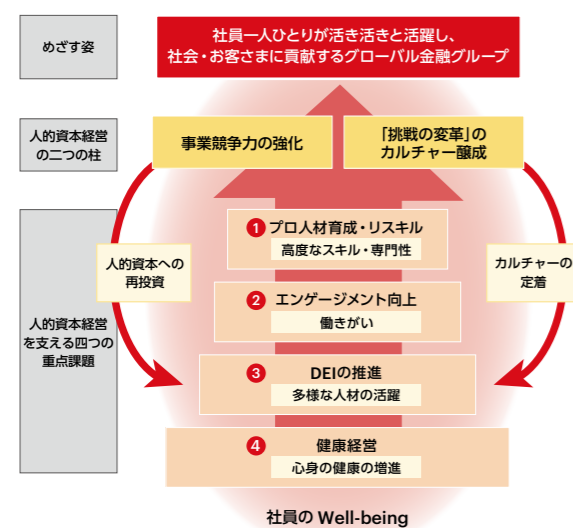 めざす姿
社員一人ひとりが活き活きと活躍し、
社会・お客さまに貢献するグローバル金融グループ
人的資本経営
の二つの柱
事業競争力の強化
「挑戦の変革」の
カルチャー醸成
人的資本経営
を支える四つの
重点課題
人的資本への
再投資
カルチャーの
定着
1 プロ人材育成・リスキル
高度なスキル・専門性
2 エンゲージメント向上
働きがい
3 DEIの推進
多様な人材の活躍
4 健康経営
心身の健康の増進
社員の Well-being